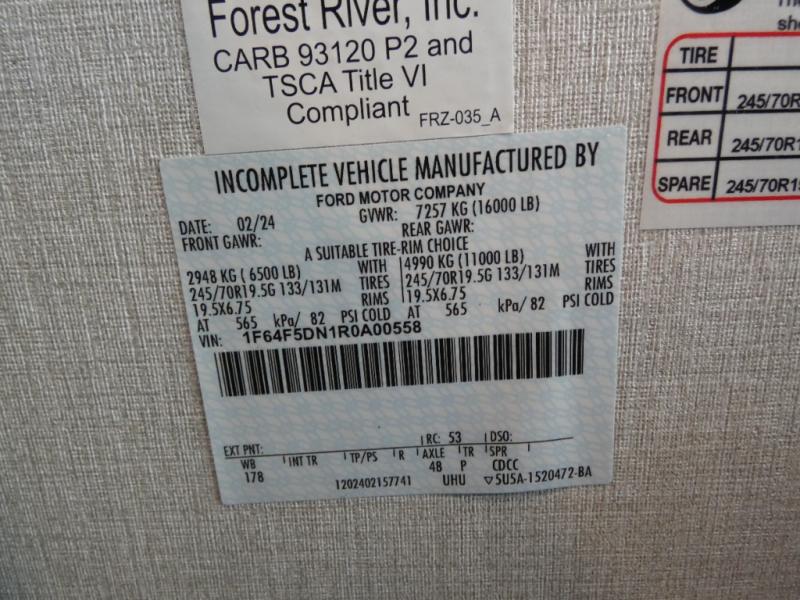 Forest River, Inc.
CARB 93120 P2 and
TSCA Title VI
Compliant
FRZ-035_A
TIRE
FRONT 245/70R
REAR 245/70R1
SPARE 245/70R19
INCOMPLETE VEHICLE MANUFACTURED BY
FORD MOTOR COMPANY
DATE: 02/24 GVWR: 7257 KG (16000 LB)
FRONT GAWR: REAR GAWR:
A SUITABLE TIRE-RIM CHOICE
2948 KG ( 6500 LB) WITH 4990 KG (11000 LB) WITH
245/70R19.5G 133/131M TIRES 245/70R19.5G 133/131M TIRES
19.5X6.75 RIMS 19.5X6.75 RIMS
AT 565 kPa/ 82 PSI COLD AT 565 kPa/ 82 PSI COLD
VIN: 1F64F5DN1R0A00558
EXT PNT: RC: 53 DSO:
WB INT TR TP/PS R AXLE TR SPR
178 48 P CDCC
1202402157741 UHU ▽5U5A-1520472-BA